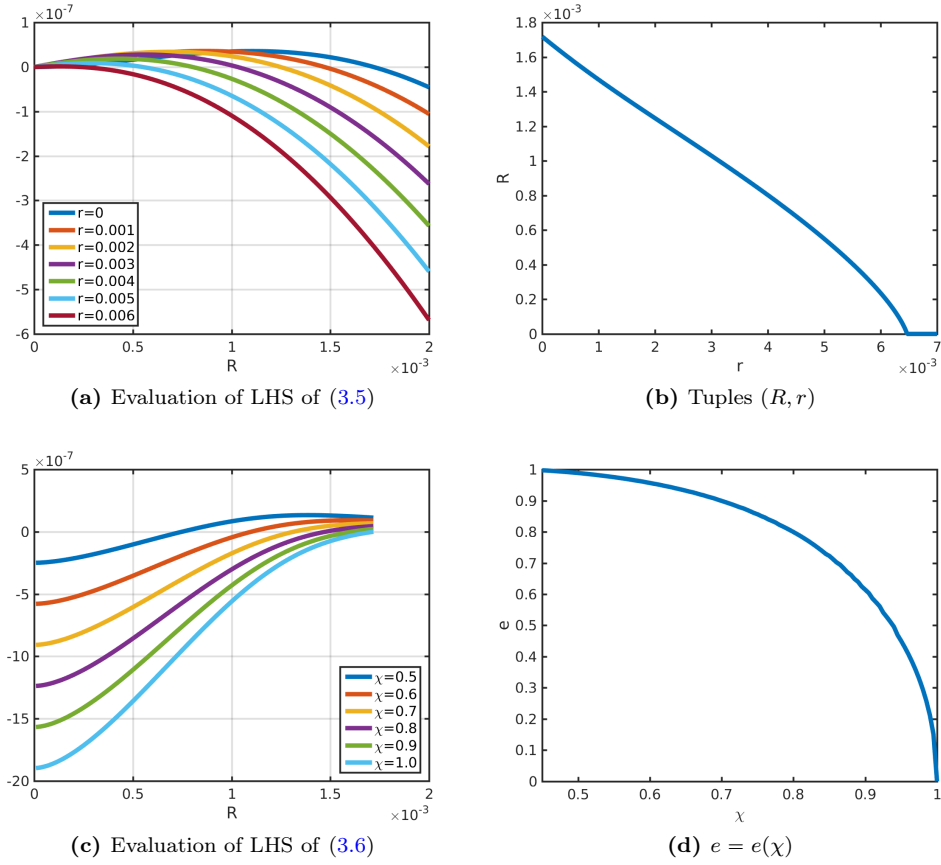 ×10⁻⁷
1
0
-1
-2
-3
-4
-5
-6
r=0
r=0.001
r=0.002
r=0.003
r=0.004
r=0.005
r=0.006
0 0.5 1 1.5 2
R ×10⁻³
(a) Evaluation of LHS of (3.5)
×10⁻³
1.8
1.6
1.4
1.2
1
0.8
0.6
0.4
0.2
0
R
0 1 2 3 4 5 6 7
r ×10⁻³
(b) Tuples (R, r)
×10⁻⁷
5
0
-5
-10
-15
-20
χ=0.5
χ=0.6
χ=0.7
χ=0.8
χ=0.9
χ=1.0
0 0.5 1 1.5 2
R ×10⁻³
(c) Evaluation of LHS of (3.6)
1
0.9
0.8
0.7
0.6
0.5
0.4
0.3
0.2
0.1
0
e
0.5 0.6 0.7 0.8 0.9 1
χ
(d) e = e(χ)